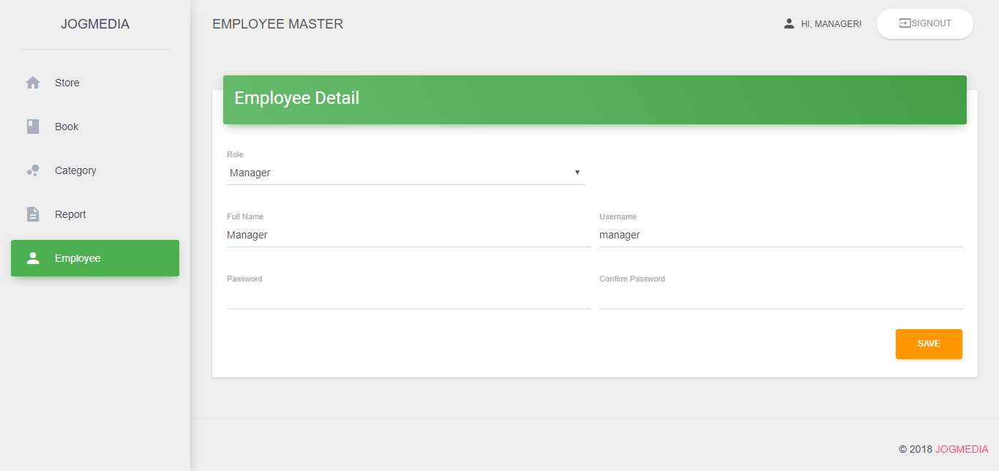 JOGMEDIA
EMPLOYEE MASTER
HI, MANAGER!
SIGNOUT
Store
Book
Category
Report
Employee
Employee Detail
Role
Manager
Full Name
Username
Manager
manager
Password
Confirm Password
SAVE
© 2018 JOGMEDIA